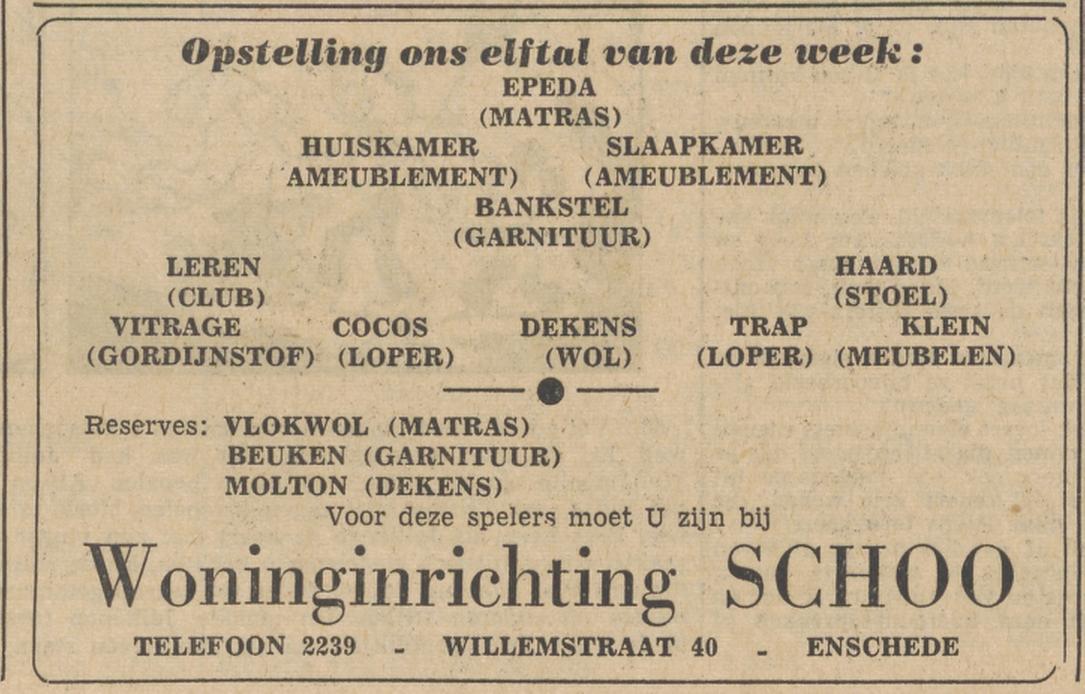 Opstelling ons elftal van deze week:
EPEDA
(MATRAS)
HUISKAMER SLAAPKAMER
AMEUBLEMENT) (AMEUBLEMENT)
BANKSTEL
(GARNITUUR)
LEREN HAARD
(CLUB) (STOEL)
VITRAGE COCOS DEKENS TRAP KLEIN
(GORDIJNSTOF) (LOPER) (WOL) (LOPER) (MEUBELEN)
Reserves: VLOKWOL (MATRAS)
BEUKEN (GARNITUUR)
MOLTON (DEKENS)
Voor deze spelers moet U zijn bij
Woninginrichting SCHOO
TELEFOON 2239 - WILLEMSTRAAT 40 - ENSCHEDE